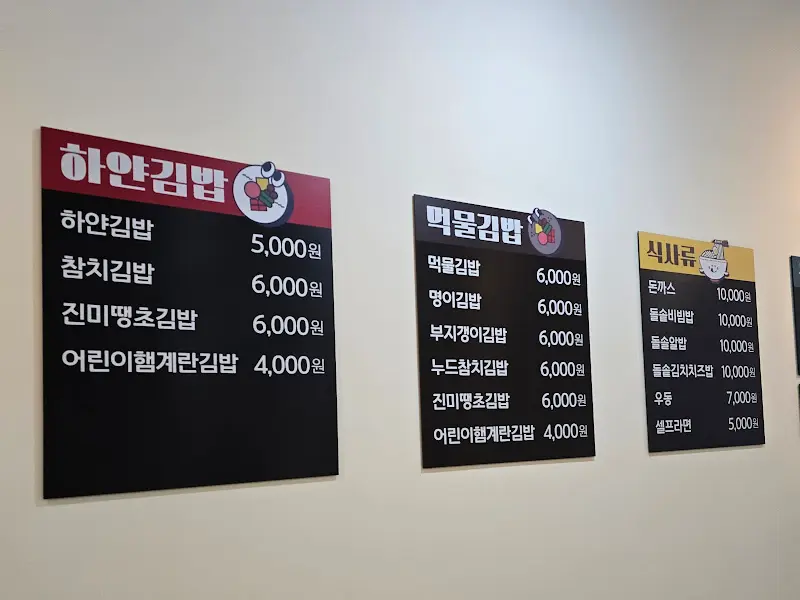 하얀김밥
하얀김밥 5,000원
참치김밥 6,000원
진미땡초김밥 6,000원
어린이햄계란김밥 4,000원
먹물김밥
먹물김밥 6,000원
명이김밥 6,000원
부지갱이김밥 6,000원
누드참치김밥 6,000원
진미땡초김밥 6,000원
어린이햄계란김밥 4,000원
식사류
돈까스 10,000원
돌솥비빔밥 10,000원
돌솥알밥 10,000원
돌솥김치치즈밥 10,000원
우동 7,000원
셀프라면 5,000원